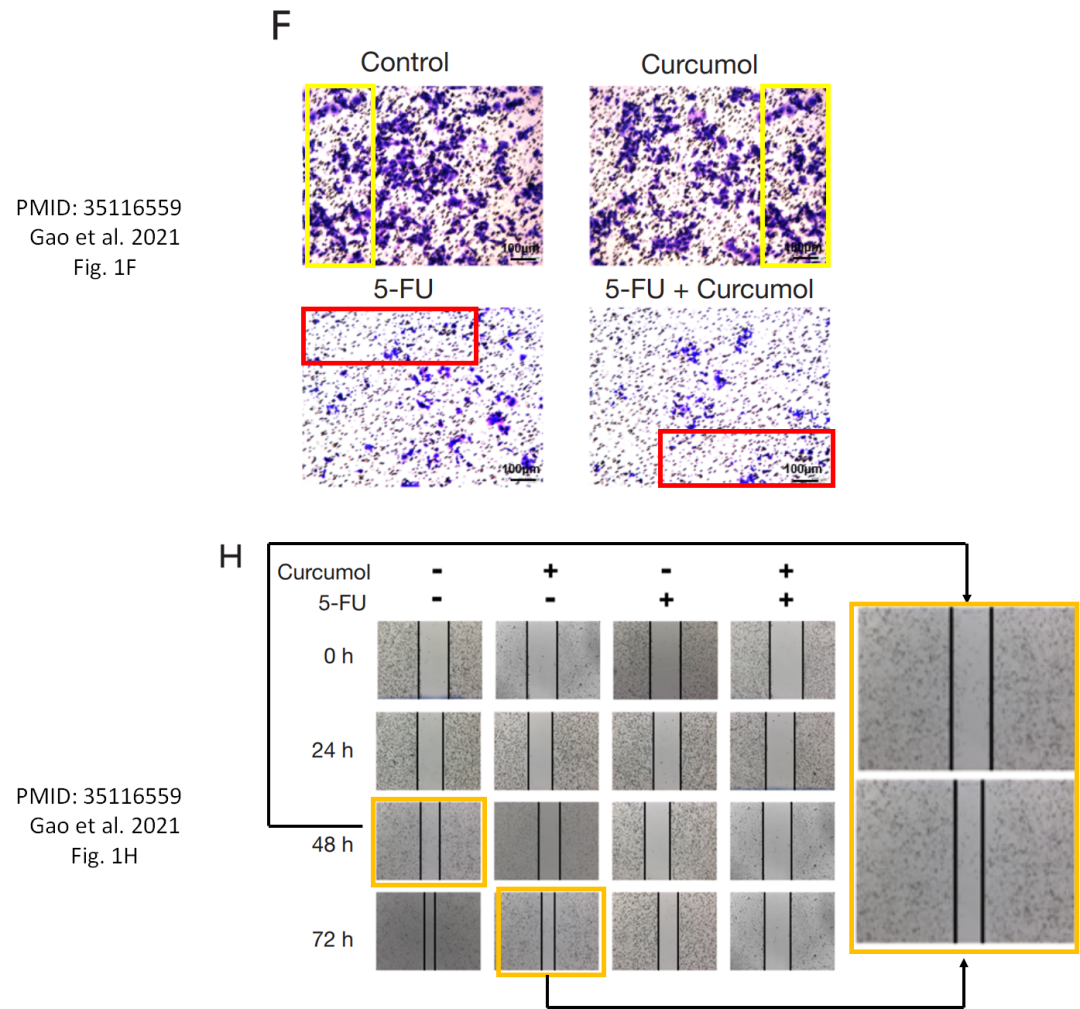 F
Control
Curcumol
PMID: 35116559
Gao et al. 2021
Fig. 1F
100μm
100μm
5-FU
5-FU + Curcumol
100μm
100μm
H
Curcumol - + - +
5-FU - - + +
0 h
24 h
PMID: 35116559
Gao et al. 2021
Fig. 1H
48 h
72 h